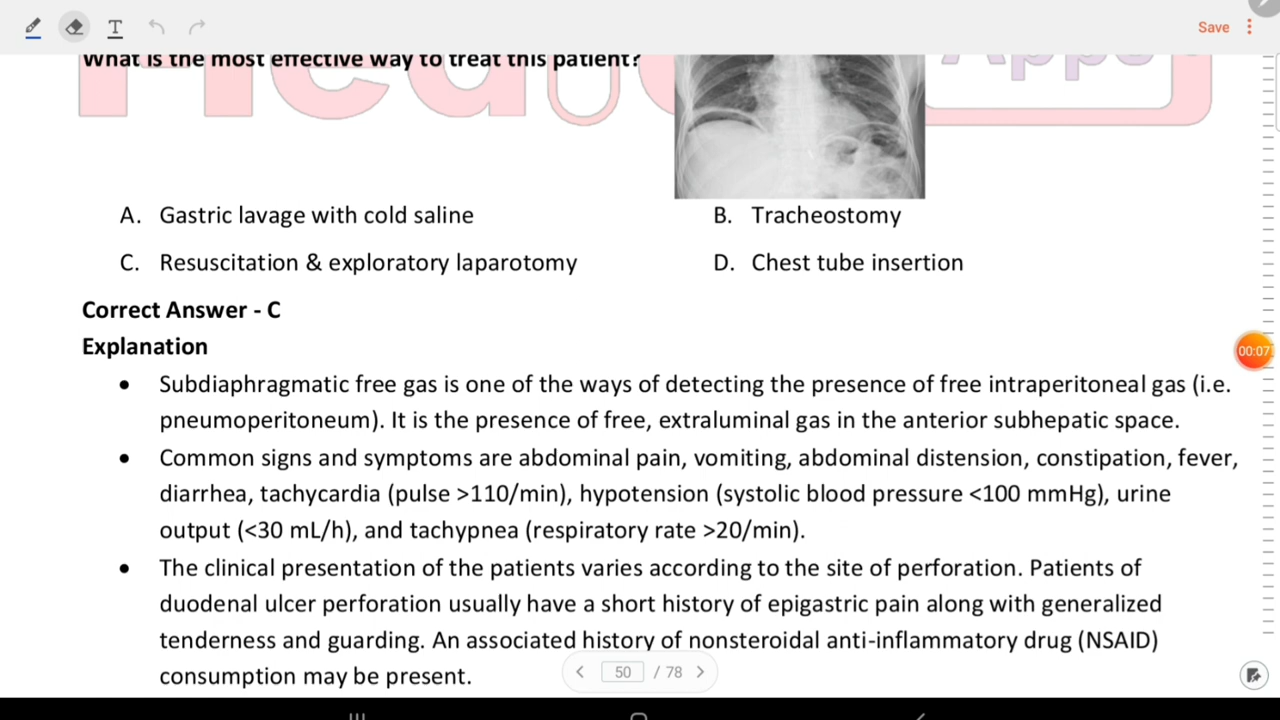 Save
What is the most effective way to treat this patient?
A. Gastric lavage with cold saline
B. Tracheostomy
C. Resuscitation & exploratory laparotomy
D. Chest tube insertion
Correct Answer - C
Explanation
• Subdiaphragmatic free gas is one of the ways of detecting the presence of free intraperitoneal gas (i.e.
pneumoperitoneum). It is the presence of free, extraluminal gas in the anterior subhepatic space.
• Common signs and symptoms are abdominal pain, vomiting, abdominal distension, constipation, fever,
diarrhea, tachycardia (pulse >110/min), hypotension (systolic blood pressure <100 mmHg), urine
output (<30 mL/h), and tachypnea (respiratory rate >20/min).
00:07
• The clinical presentation of the patients varies according to the site of perforation. Patients of
duodenal ulcer perforation usually have a short history of epigastric pain along with generalized
tenderness and guarding. An associated history of nonsteroidal anti-inflammatory drug (NSAID)
consumption may be present.
50 / 78